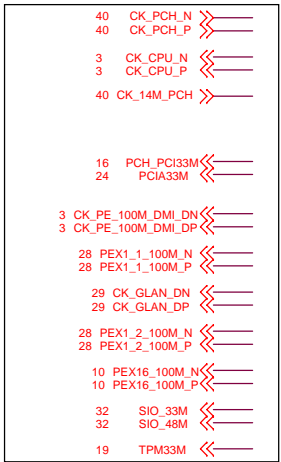 40 CK_PCH_N
40 CK_PCH_P
3 CK_CPU_N
3 CK_CPU_P
40 CK_14M_PCH
16 PCH_PCI33M
24 PCIA33M
3 CK_PE_100M_DMI_DN
3 CK_PE_100M_DMI_DP
28 PEX1_1_100M_N
28 PEX1_1_100M_P
29 CK_GLAN_DN
29 CK_GLAN_DP
28 PEX1_2_100M_N
28 PEX1_2_100M_P
10 PEX16_100M_N
10 PEX16_100M_P
32 SIO_33M
32 SIO_48M
19 TPM33M